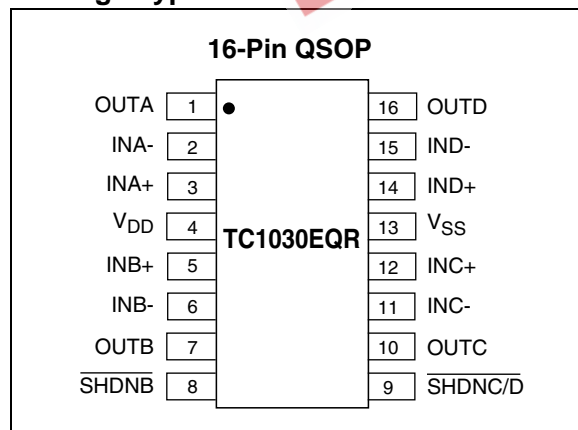 16-Pin QSOP
OUTA 1 16 OUTD
INA- 2 15 IND-
INA+ 3 14 IND+
VDD 4 TC1030EQR 13 VSS
INB+ 5 12 INC+
INB- 6 11 INC-
OUTB 7 10 OUTC
SHDNB 8 9 SHDNC/D